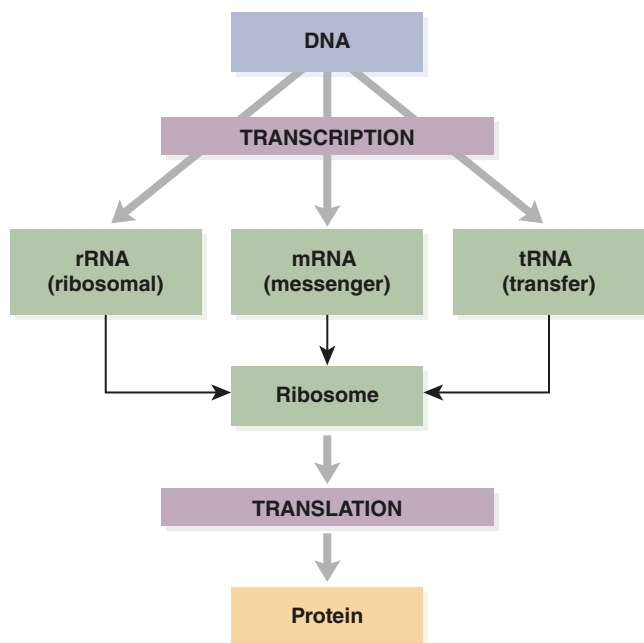 DNA
TRANSCRIPTION
rRNA
(ribosomal)
mRNA
(messenger)
tRNA
(transfer)
Ribosome
TRANSLATION
Protein